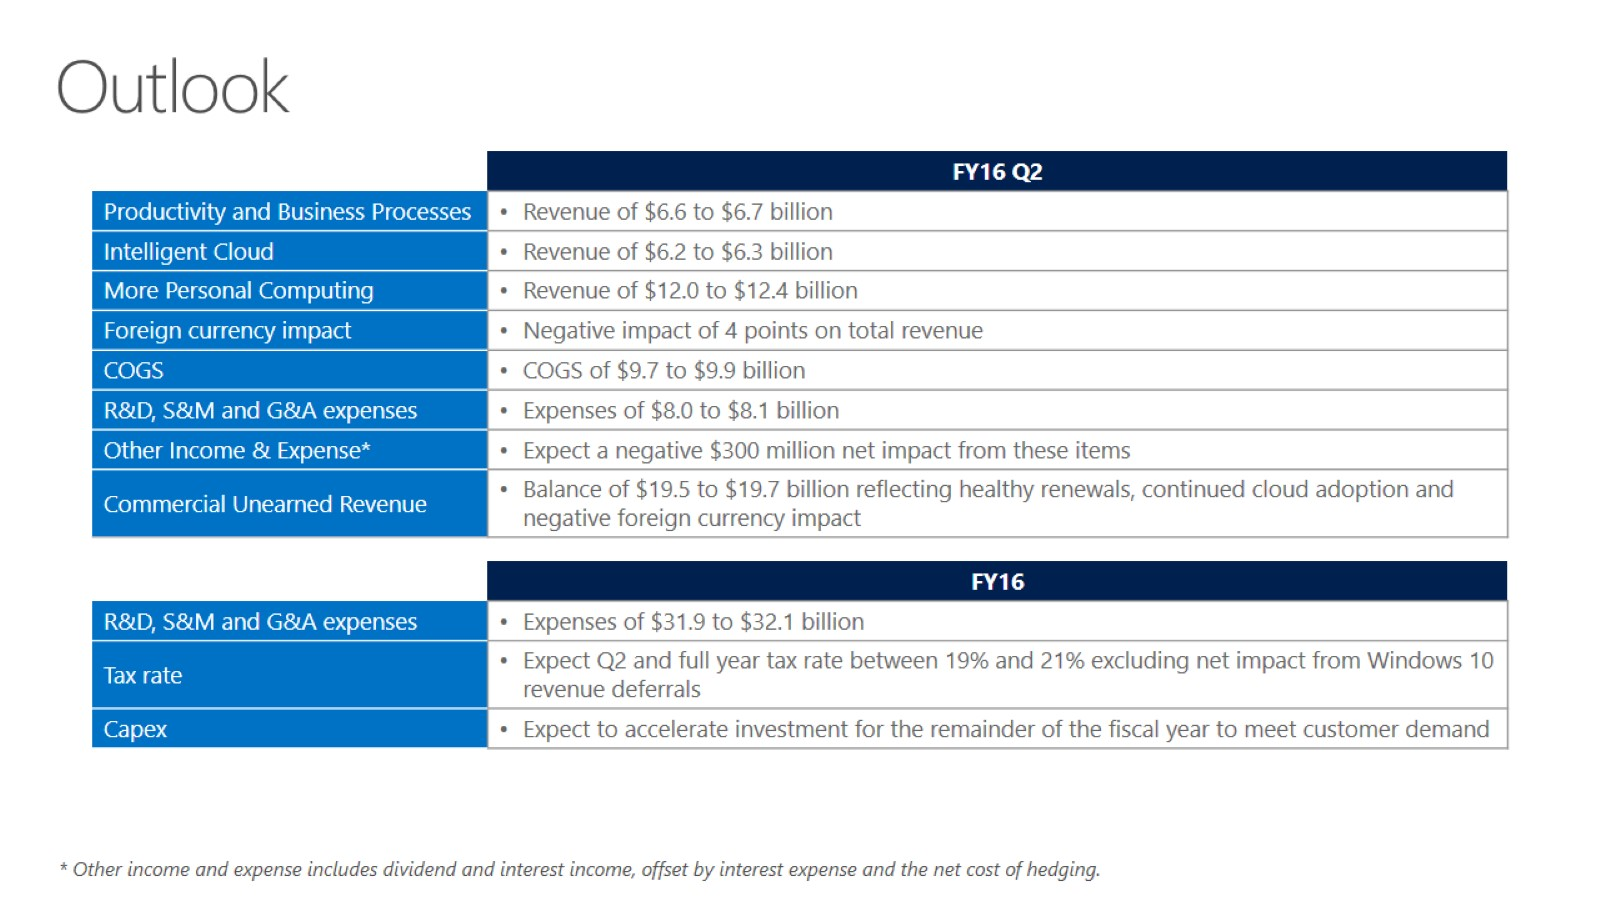 Outlook
FY16 Q2
Productivity and Business Processes
• Revenue of $6.6 to $6.7 billion
Intelligent Cloud
• Revenue of $6.2 to $6.3 billion
More Personal Computing
• Revenue of $12.0 to $12.4 billion
Foreign currency impact
• Negative impact of 4 points on total revenue
COGS
• COGS of $9.7 to $9.9 billion
R&D, S&M and G&A expenses
• Expenses of $8.0 to $8.1 billion
Other Income & Expense*
• Expect a negative $300 million net impact from these items
Commercial Unearned Revenue
• Balance of $19.5 to $19.7 billion reflecting healthy renewals, continued cloud adoption and
negative foreign currency impact
FY16
R&D, S&M and G&A expenses
• Expenses of $31.9 to $32.1 billion
Tax rate
• Expect Q2 and full year tax rate between 19% and 21% excluding net impact from Windows 10
revenue deferrals
Capex
• Expect to accelerate investment for the remainder of the fiscal year to meet customer demand
* Other income and expense includes dividend and interest income, offset by interest expense and the net cost of hedging.